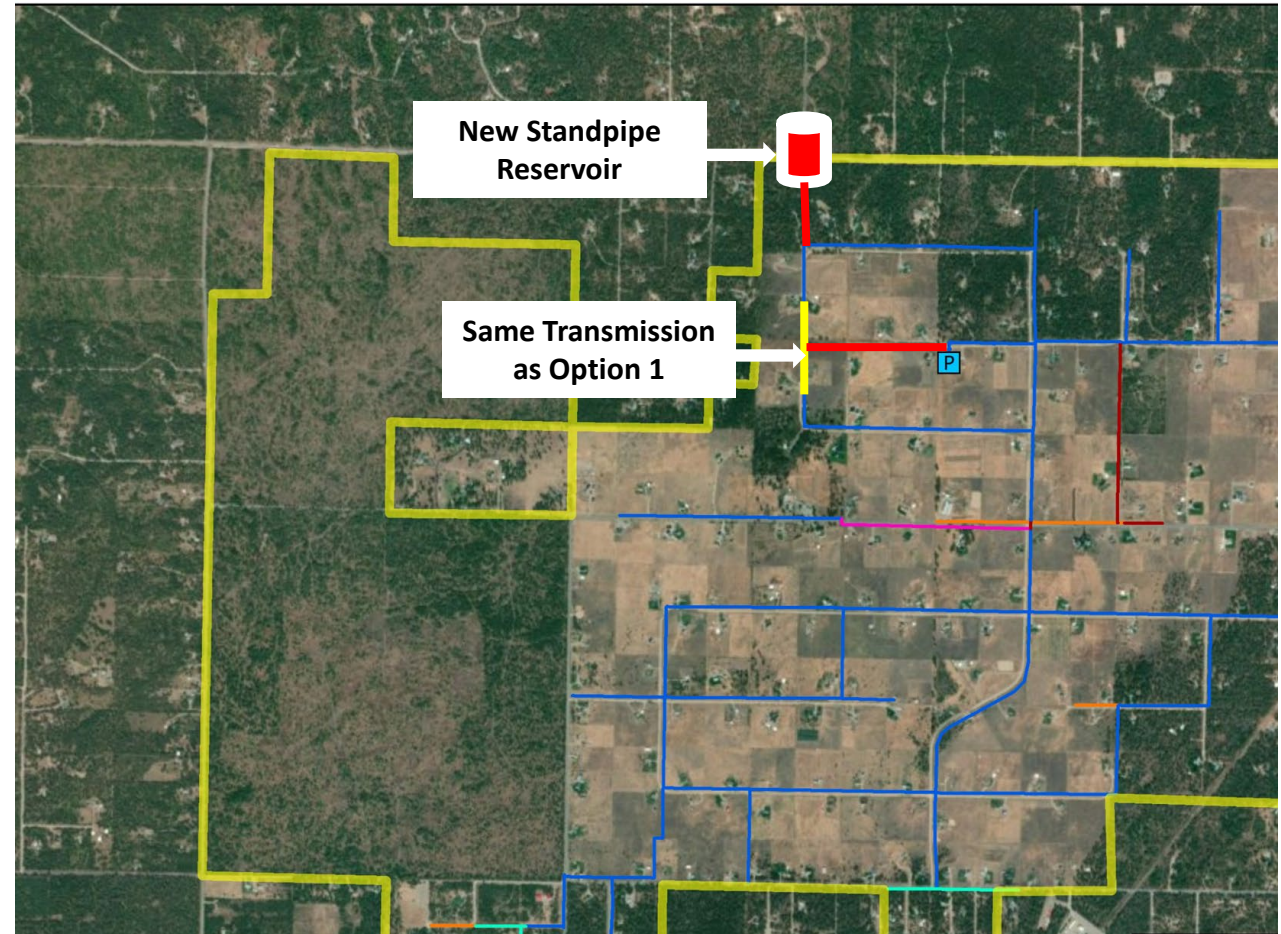 New Standpipe
Reservoir
Same Transmission
as Option 1
P